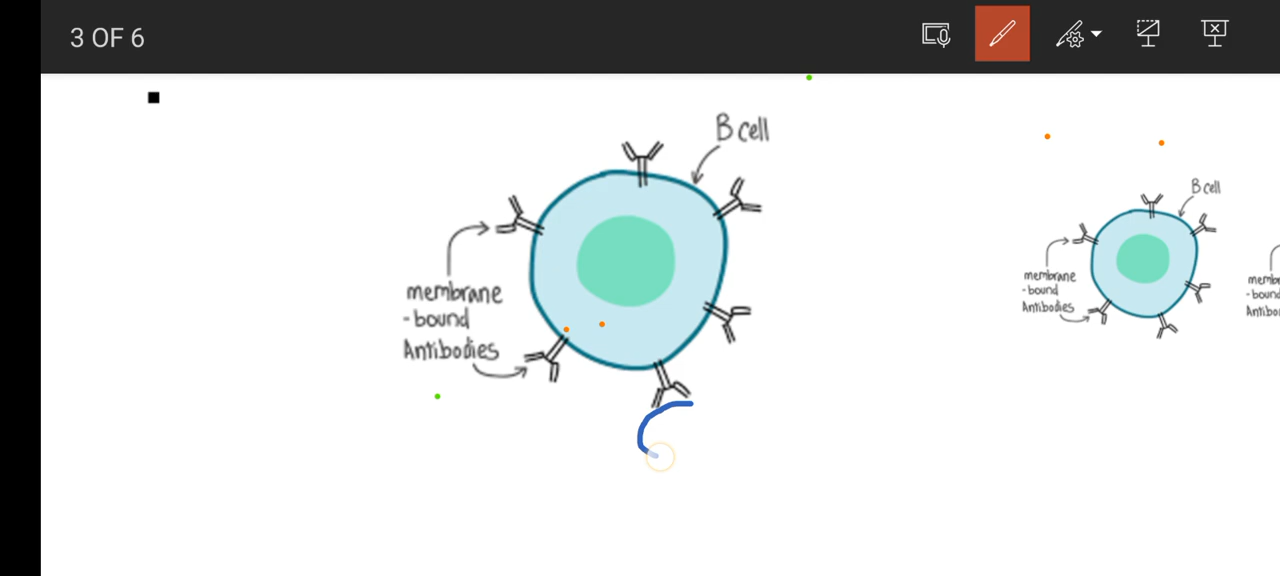 3 OF 6
B cell
membrane
-bound
Antibodies
B cell
membrane
-bound
Antibodies